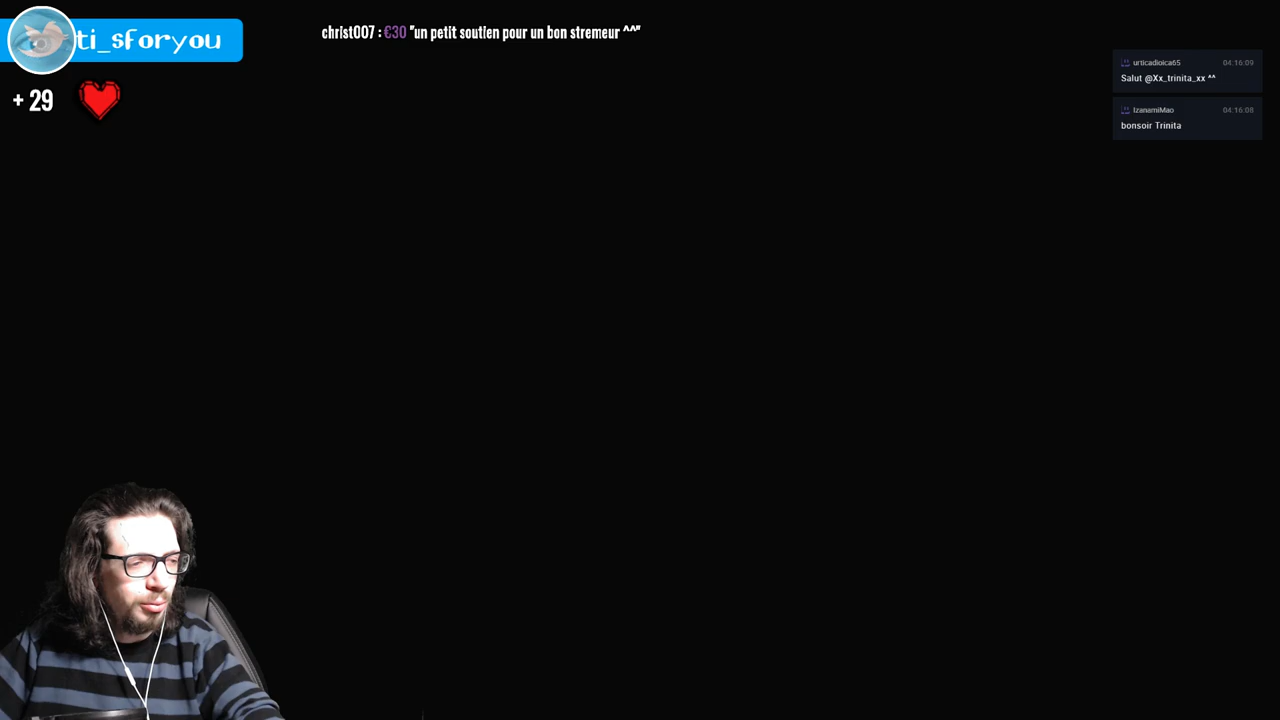 ti_sforyou
christ007 : €30 "un petit soutien pour un bon stremeur ^^"
+ 29
urticadioica65 04:16:09
Salut @Xx_trinita_xx ^^
IzanamiMao 04:16:08
bonsoir Trinita